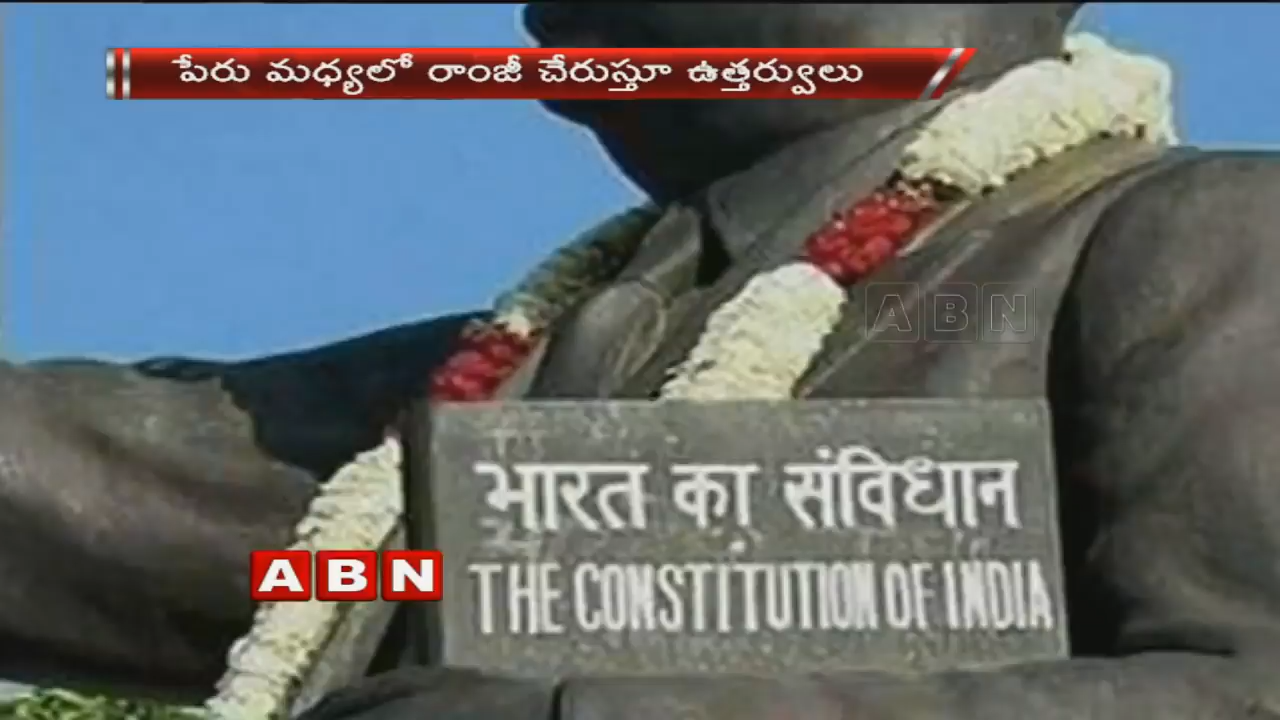 పేరు మధ్యలో రాంజీ చేరుస్తూ ఉత్తర్వులు
ABN
भारत का संविधान
ABN
THE CONSTITUTION OF INDIA